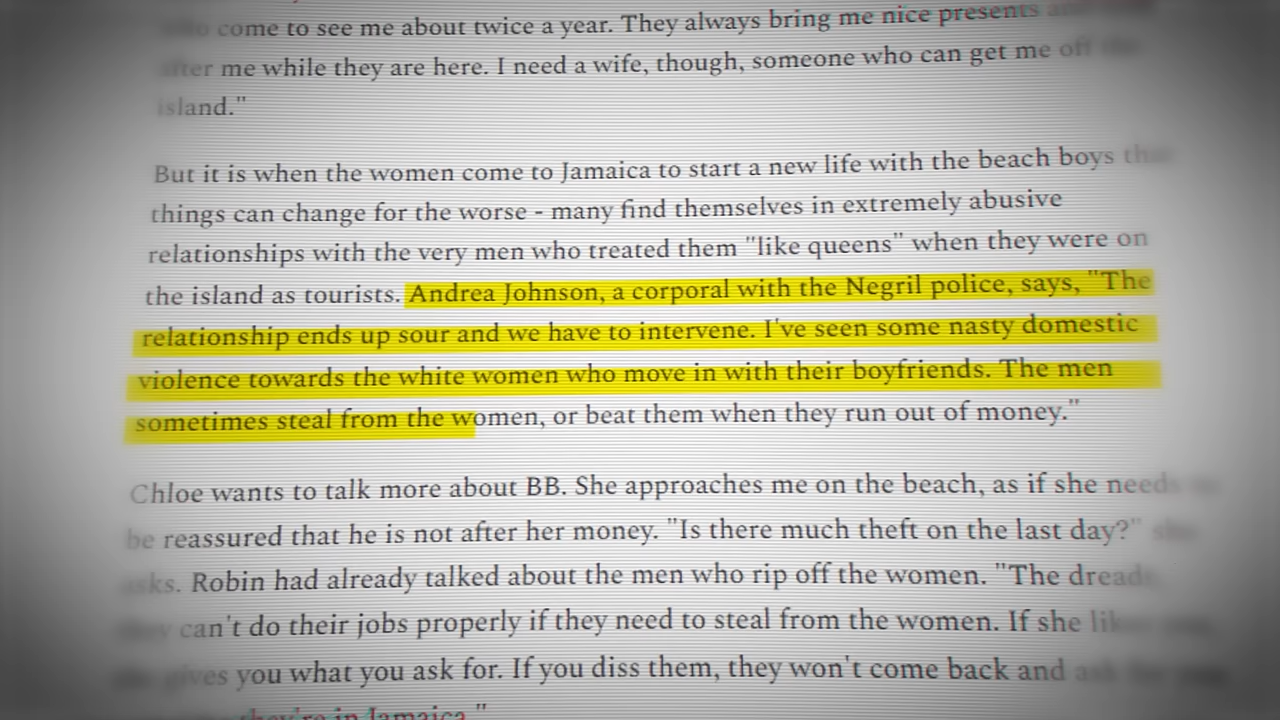 come to see me about twice a year. They always bring me nice presents
after me while they are here. I need a wife, though, someone who can get me off the
island."
But it is when the women come to Jamaica to start a new life with the beach boys that
things can change for the worse - many find themselves in extremely abusive
relationships with the very men who treated them "like queens" when they were on
the island as tourists. Andrea Johnson, a corporal with the Negril police, says, "The
relationship ends up sour and we have to intervene. I've seen some nasty domestic
violence towards the white women who move in with their boyfriends. The men
sometimes steal from the women, or beat them when they run out of money."
Chloe wants to talk more about BB. She approaches me on the beach, as if she needs to
be reassured that he is not after her money. "Is there much theft on the last day?" she
asks. Robin had already talked about the men who rip off the women. "The dreads
they can't do their jobs properly if they need to steal from the women. If she
gives you what you ask for. If you diss them, they won't come back and
they're in Jamaica."